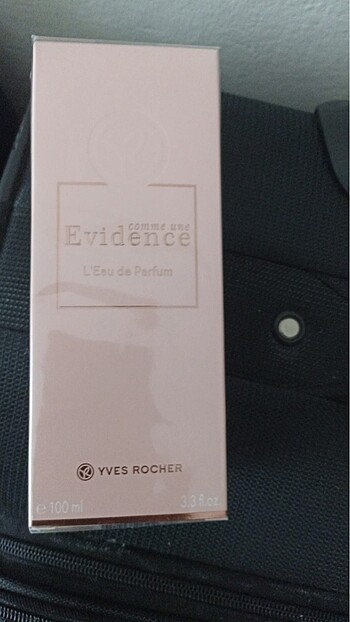 comme une
Evidence
L'Eau de Parfum
YVES ROCHER
e 100 ml 3.3 fl.oz.